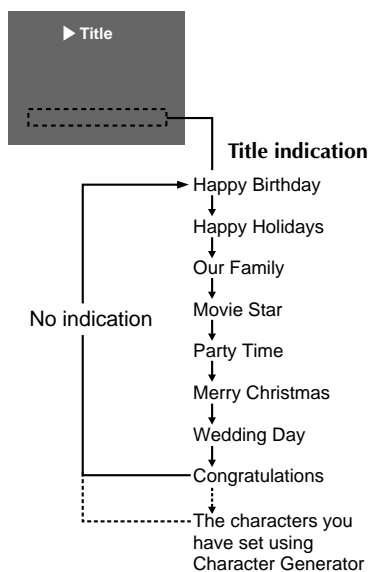 ▶ Title
Title indication
Happy Birthday
Happy Holidays
Our Family
Movie Star
No indication
Party Time
Merry Christmas
Wedding Day
Congratulations
The characters you
have set using
Character Generator